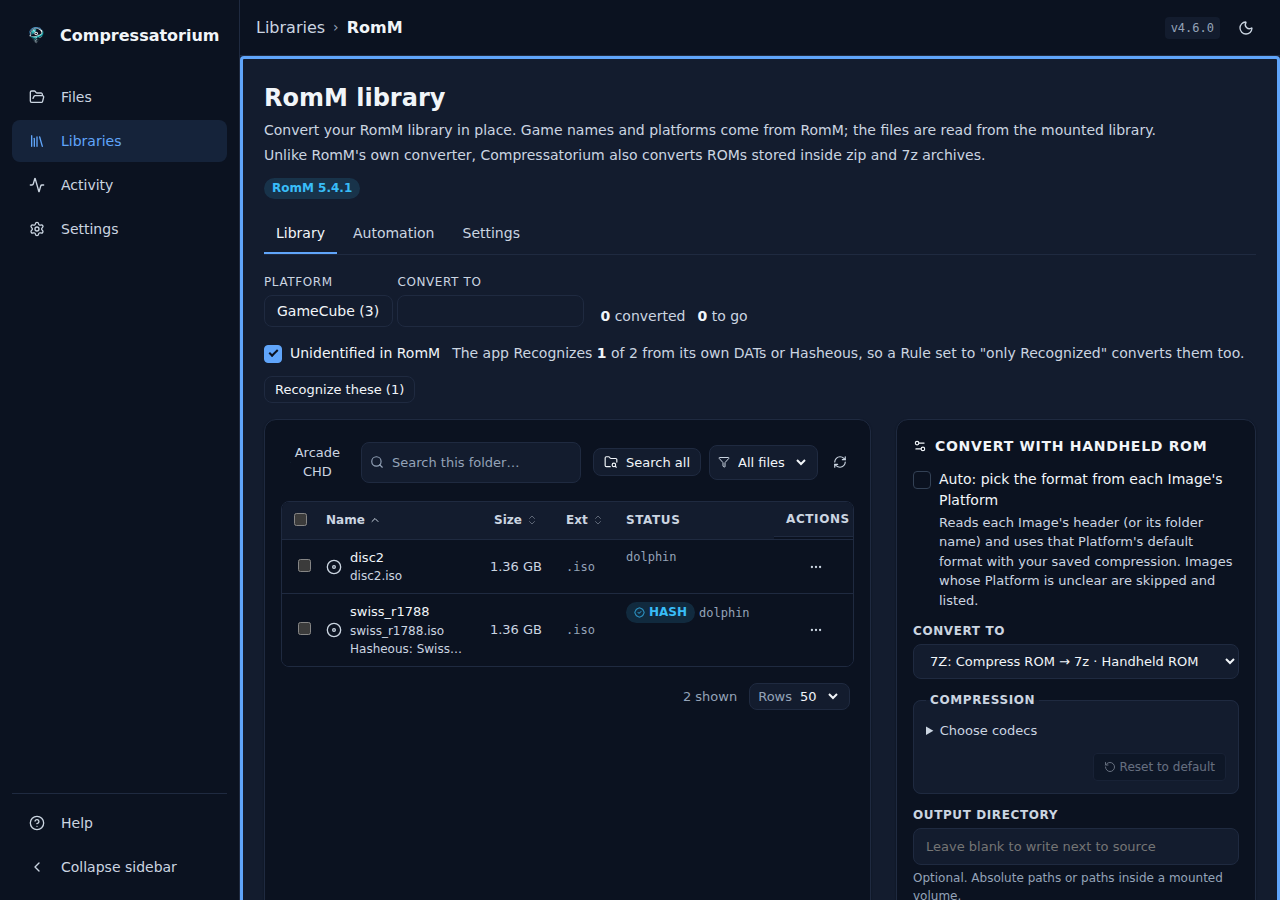 Compressatorium
Libraries › RomM
v4.6.0
Files
Libraries
Activity
Settings
Help
Collapse sidebar
RomM library
Convert your RomM library in place. Game names and platforms come from RomM; the files are read from the mounted library.
Unlike RomM's own converter, Compressatorium also converts ROMs stored inside zip and 7z archives.
RomM 5.4.1
Library Automation Settings
PLATFORM CONVERT TO
GameCube (3) 0 converted 0 to go
Unidentified in RomM The app Recognizes 1 of 2 from its own DATs or Hasheous, so a Rule set to "only Recognized" converts them too.
Recognize these (1)
Arcade
CHD
Search this folder…
Search all
All files
Name Size Ext STATUS ACTIONS
disc2
disc2.iso
1.36 GB .iso dolphin
swiss_r1788
swiss_r1788.iso
Hasheous: Swiss…
1.36 GB .iso HASH dolphin
2 shown Rows 50
CONVERT WITH HANDHELD ROM
Auto: pick the format from each Image's
Platform
Reads each Image's header (or its folder
name) and uses that Platform's default
format with your saved compression. Images
whose Platform is unclear are skipped and
listed.
CONVERT TO
7Z: Compress ROM → 7z · Handheld ROM
COMPRESSION
Choose codecs
Reset to default
OUTPUT DIRECTORY
Leave blank to write next to source
Optional. Absolute paths or paths inside a mounted
volume.